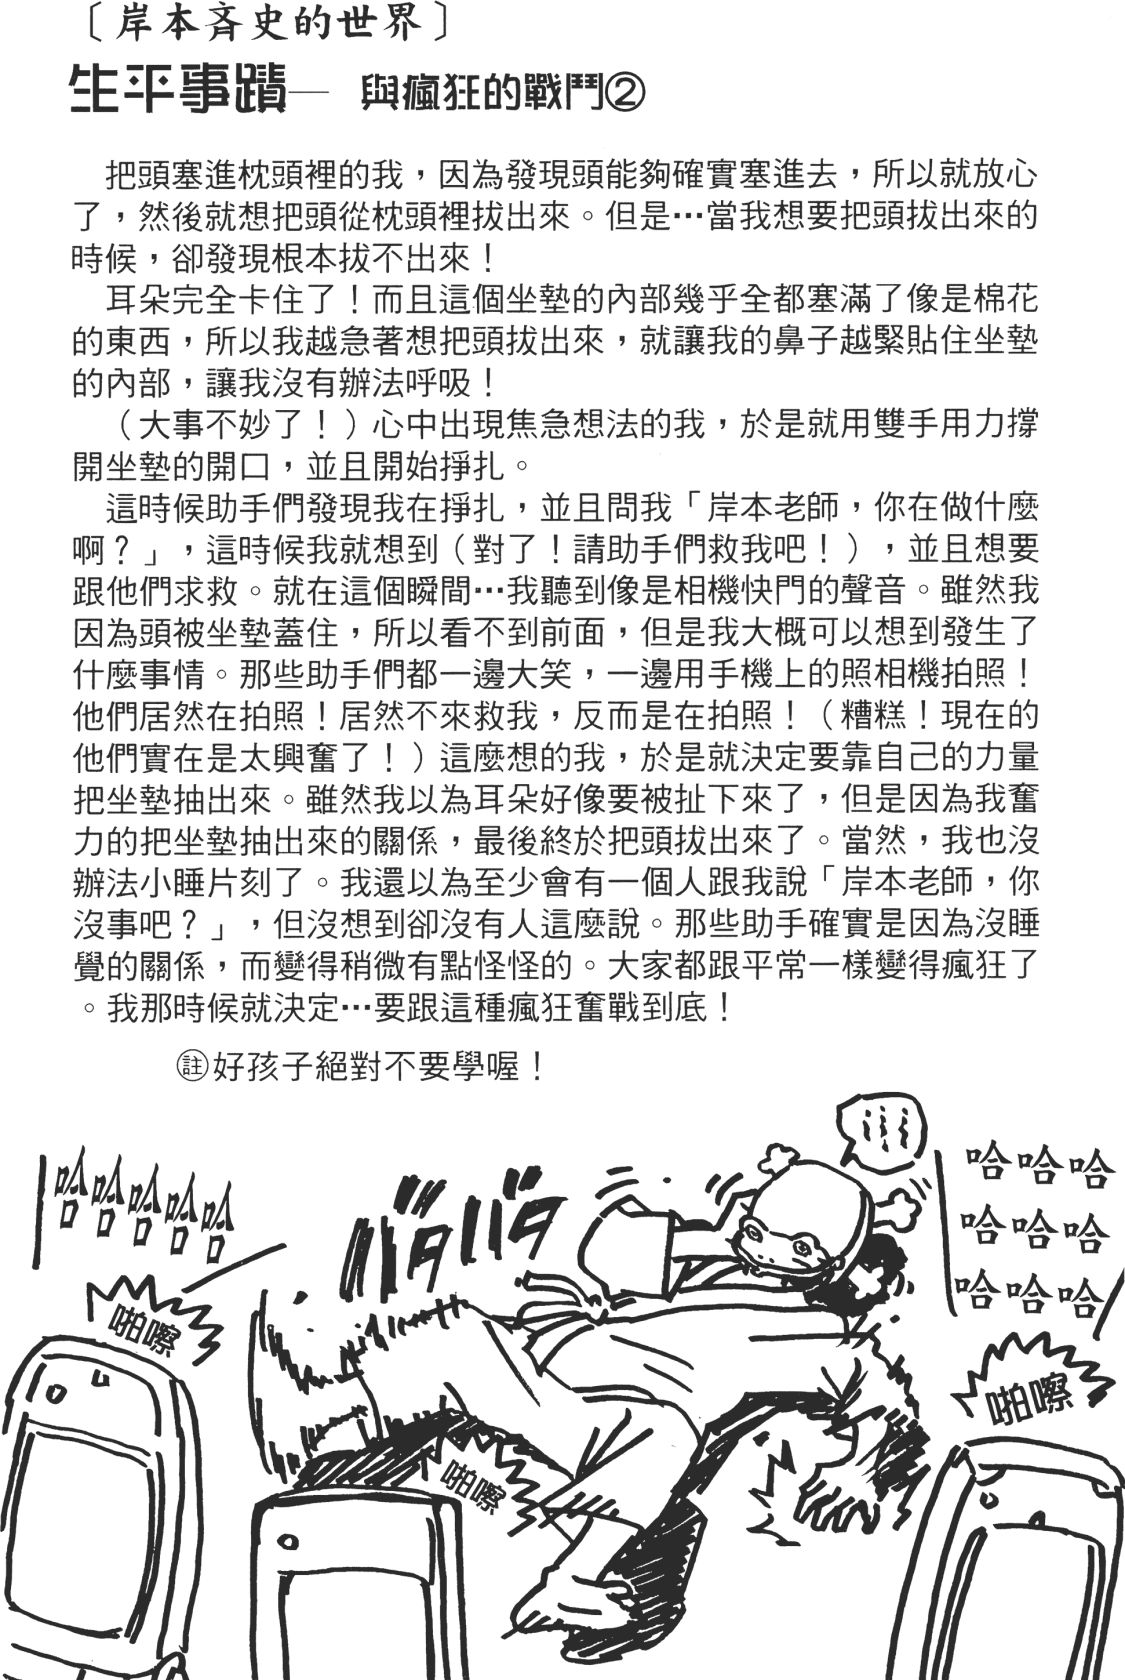 〔岸本斉史的世界〕
生平事蹟— 與瘋狂的戰鬥②
把頭塞進枕頭裡的我，因為發現頭能夠確實塞進去，所以就放心
了，然後就想把頭從枕頭裡拔出來。但是…當我想要把頭拔出來的
時候，卻發現根本拔不出來！
耳朵完全卡住了！而且這個坐墊的內部幾乎全都塞滿了像是棉花
的東西，所以我越急著想把頭拔出來，就讓我的鼻子越緊貼住坐墊
的內部，讓我沒有辦法呼吸！
（大事不妙了！）心中出現焦急想法的我，於是就用雙手用力撐
開坐墊的開口，並且開始掙扎。
這時候助手們發現我在掙扎，並且問我「岸本老師，你在做什麼
啊？」，這時候我就想到（對了！請助手們救我吧！），並且想要
跟他們求救。就在這個瞬間…我聽到像是相機快門的聲音。雖然我
因為頭被坐墊蓋住，所以看不到前面，但是我大概可以想到發生了
什麼事情。那些助手們都一邊大笑，一邊用手機上的照相機拍照！
他們居然在拍照！居然不來救我，反而是在拍照！（糟糕！現在的
他們實在是太興奮了！）這麼想的我，於是就決定要靠自己的力量
把坐墊抽出來。雖然我以為耳朵好像要被扯下來了，但是因為我奮
力的把坐墊抽出來的關係，最後終於把頭拔出來了。當然，我也沒
辦法小睡片刻了。我還以為至少會有一個人跟我說「岸本老師，你
沒事吧？」，但沒想到卻沒有人這麼說。那些助手確實是因為沒睡
覺的關係，而變得稍微有點怪怪的。大家都跟平常一樣變得瘋狂了
。我那時候就決定…要跟這種瘋狂奮戰到底！
㊟好孩子絕對不要學喔！
哈哈哈哈哈
バタバタ
哈哈哈
哈哈哈
哈哈哈
啪嚓
啪嚓
啪嚓